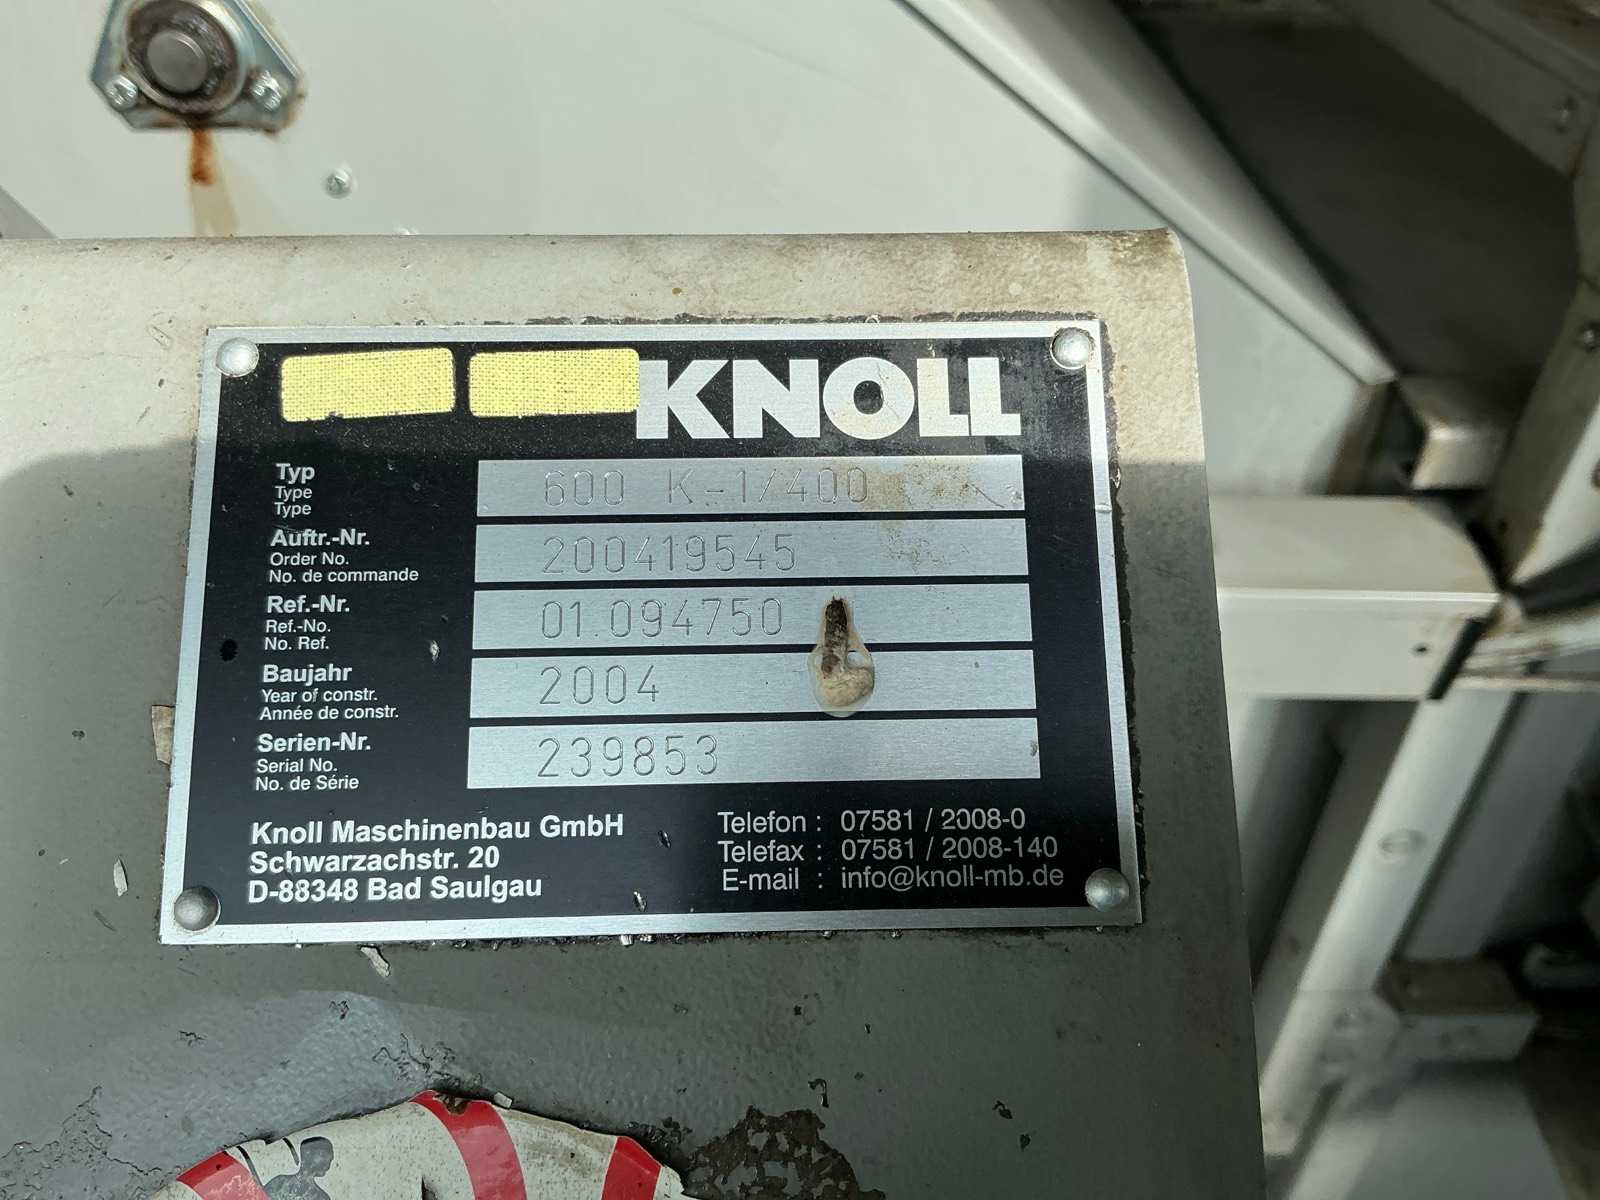 KNOLL
Typ
Type
Type
600 K-1/400
Auftr.-Nr.
Order No.
No. de commande
200419545
Ref.-Nr.
Ref.-No.
No. Ref.
01.094750
Baujahr
Year of constr.
Année de constr.
2004
Serien-Nr.
Serial No.
No. de Série
239853
Knoll Maschinenbau GmbH
Schwarzachstr. 20
D-88348 Bad Saulgau
Telefon : 07581 / 2008-0
Telefax : 07581 / 2008-140
E-mail : info@knoll-mb.de